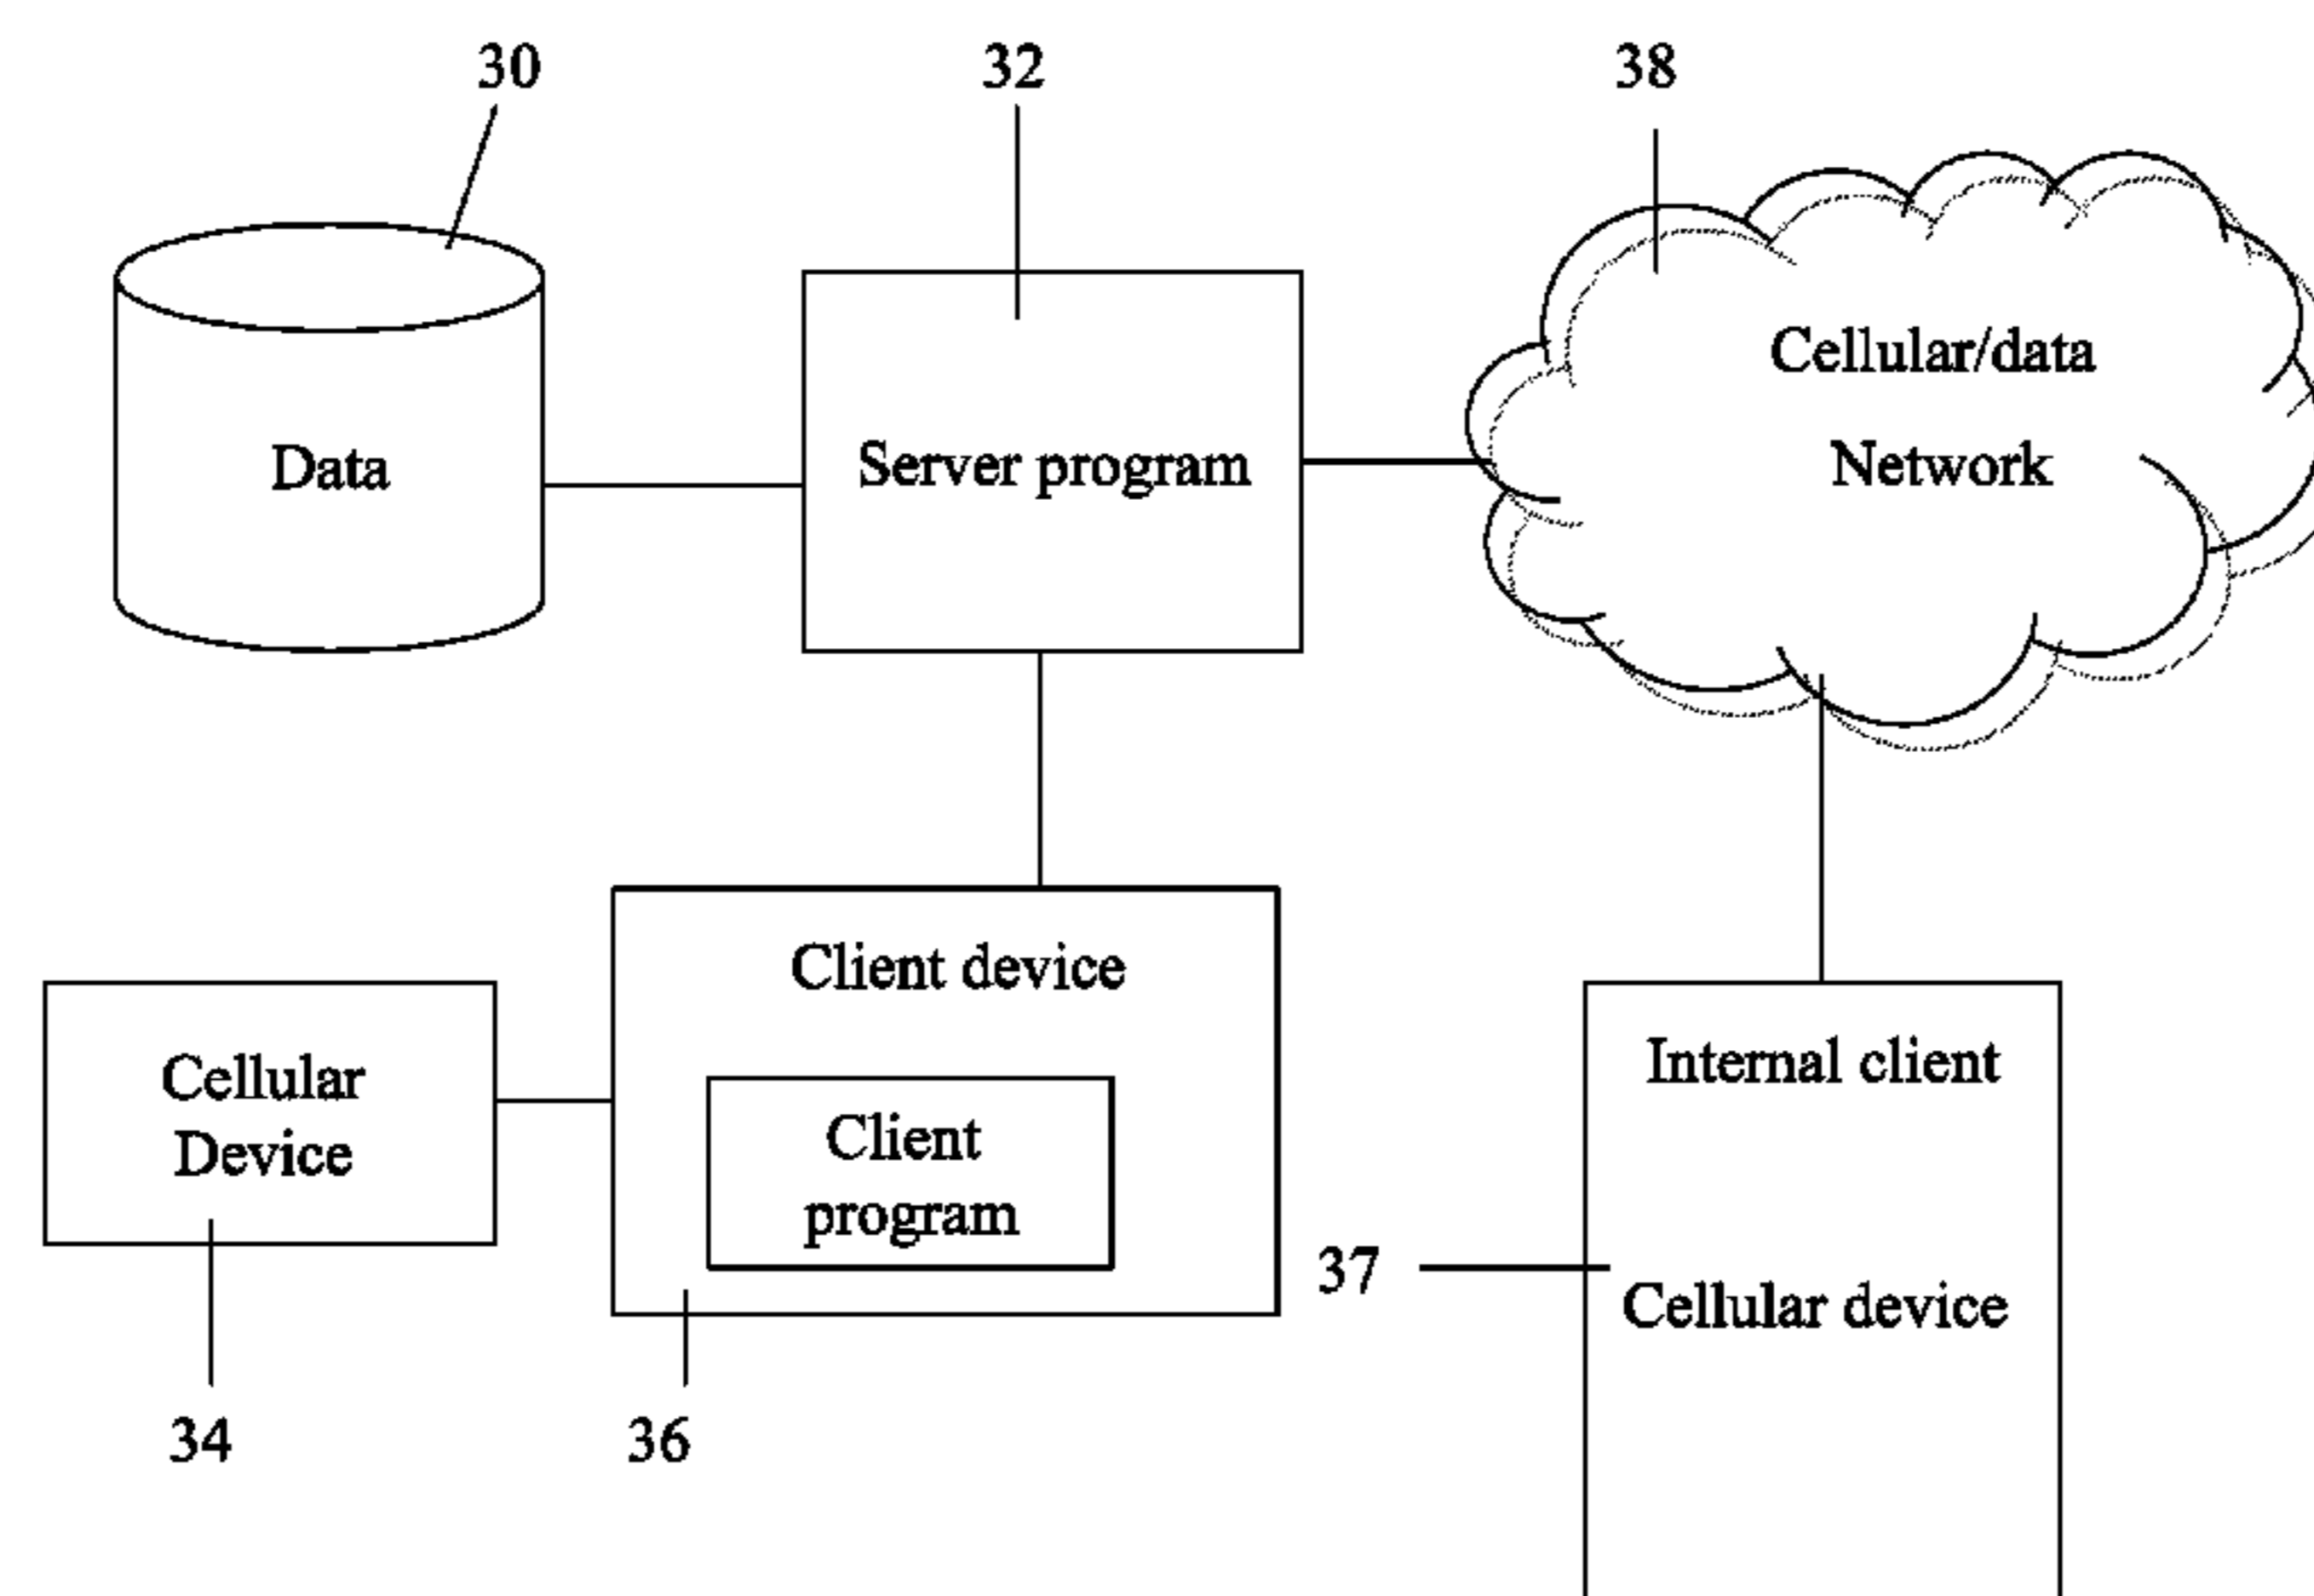 30
32
38
Cellular/data
Network
Data
Server program
Client device
Cellular
Device
Client
program
Internal client
Cellular device
37
34
36